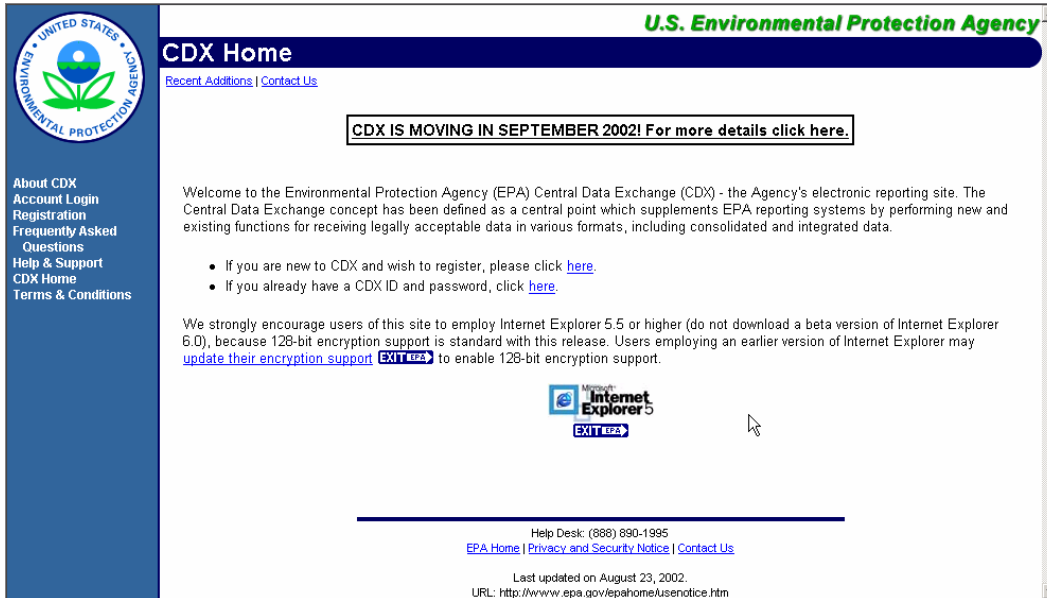 UNITED STATES
ENVIRONMENTAL PROTECTION AGENCY
U.S. Environmental Protection Agency
CDX Home
Recent Additions | Contact Us
CDX IS MOVING IN SEPTEMBER 2002! For more details click here.
About CDX
Account Login
Registration
Frequently Asked
Questions
Help & Support
CDX Home
Terms & Conditions
Welcome to the Environmental Protection Agency (EPA) Central Data Exchange (CDX) - the Agency's electronic reporting site. The
Central Data Exchange concept has been defined as a central point which supplements EPA reporting systems by performing new and
existing functions for receiving legally acceptable data in various formats, including consolidated and integrated data.
• If you are new to CDX and wish to register, please click here.
• If you already have a CDX ID and password, click here.
We strongly encourage users of this site to employ Internet Explorer 5.5 or higher (do not download a beta version of Internet Explorer
6.0), because 128-bit encryption support is standard with this release. Users employing an earlier version of Internet Explorer may
update their encryption support EXIT EPA to enable 128-bit encryption support.
Microsoft
Internet
Explorer 5
EXIT EPA
Help Desk: (888) 890-1995
EPA Home | Privacy and Security Notice | Contact Us
Last updated on August 23, 2002.
URL: http://www.epa.gov/epahome/usenotice.htm